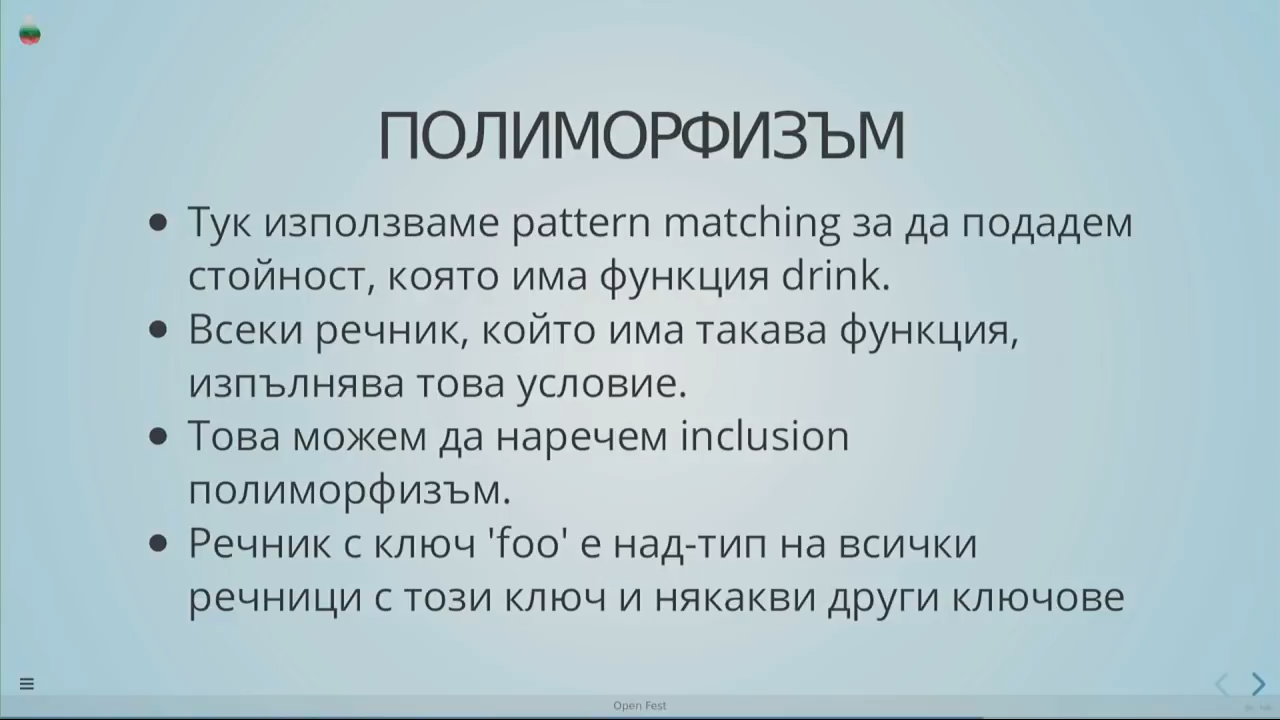 ПОЛИМОРФИЗЪМ
Тук използваме pattern matching за да подадем
стойност, която има функция drink.
Всеки речник, който има такава функция,
изпълнява това условие.
Това можем да наречем inclusion
полиморфизъм.
Речник с ключ 'foo' е над-тип на всички
речници с този ключ и някакви други ключове
Open Fest